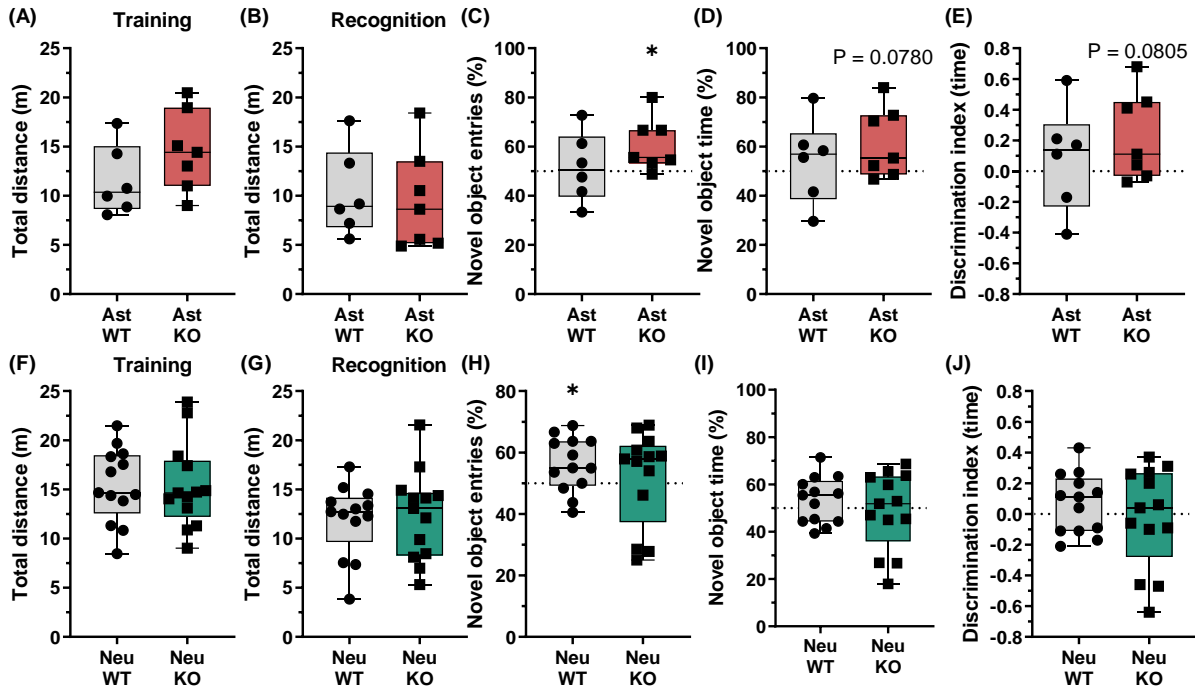 (A) Training
Total distance (m)
25
20
15
10
5
0
Ast WT
Ast KO
(B) Recognition
Total distance (m)
25
20
15
10
5
0
Ast WT
Ast KO
(C)
Novel object entries (%)
100
80
60
40
20
0
*
Ast WT
Ast KO
(D)
Novel object time (%)
100
80
60
40
20
0
P = 0.0780
Ast WT
Ast KO
(E)
Discrimination index (time)
0.8
0.6
0.4
0.2
0.0
-0.2
-0.4
-0.6
-0.8
P = 0.0805
Ast WT
Ast KO
(F) Training
Total distance (m)
25
20
15
10
5
0
Neu WT
Neu KO
(G) Recognition
Total distance (m)
25
20
15
10
5
0
Neu WT
Neu KO
(H)
Novel object entries (%)
80
60
40
20
0
*
Neu WT
Neu KO
(I)
Novel object time (%)
100
80
60
40
20
0
Neu WT
Neu KO
(J)
Discrimination index (time)
0.8
0.6
0.4
0.2
0.0
-0.2
-0.4
-0.6
-0.8
Neu WT
Neu KO